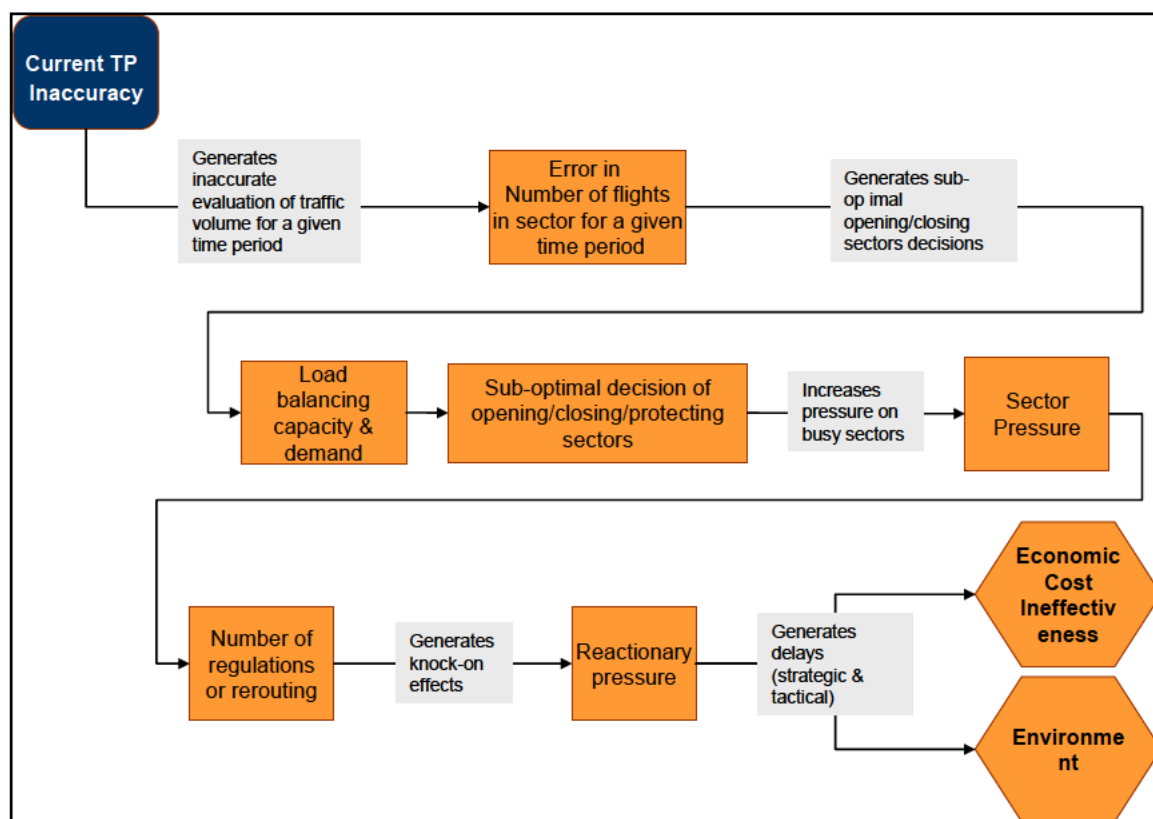 Current TP
Inaccuracy
Generates
inaccurate
evaluation of traffic
volume for a given
time period
Error in
Number of flights
in sector for a given
time period
Generates sub-
op imal
opening/closing
sectors decisions
Load
balancing
capacity &
demand
Sub-optimal decision of
opening/closing/protecting
sectors
Increases
pressure on
busy sectors
Sector
Pressure
Number of
regulations
or rerouting
Generates
knock-on
effects
Reactionary
pressure
Generates
delays
(strategic &
tactical)
Economic
Cost
Ineffectiv
eness
Environme
nt